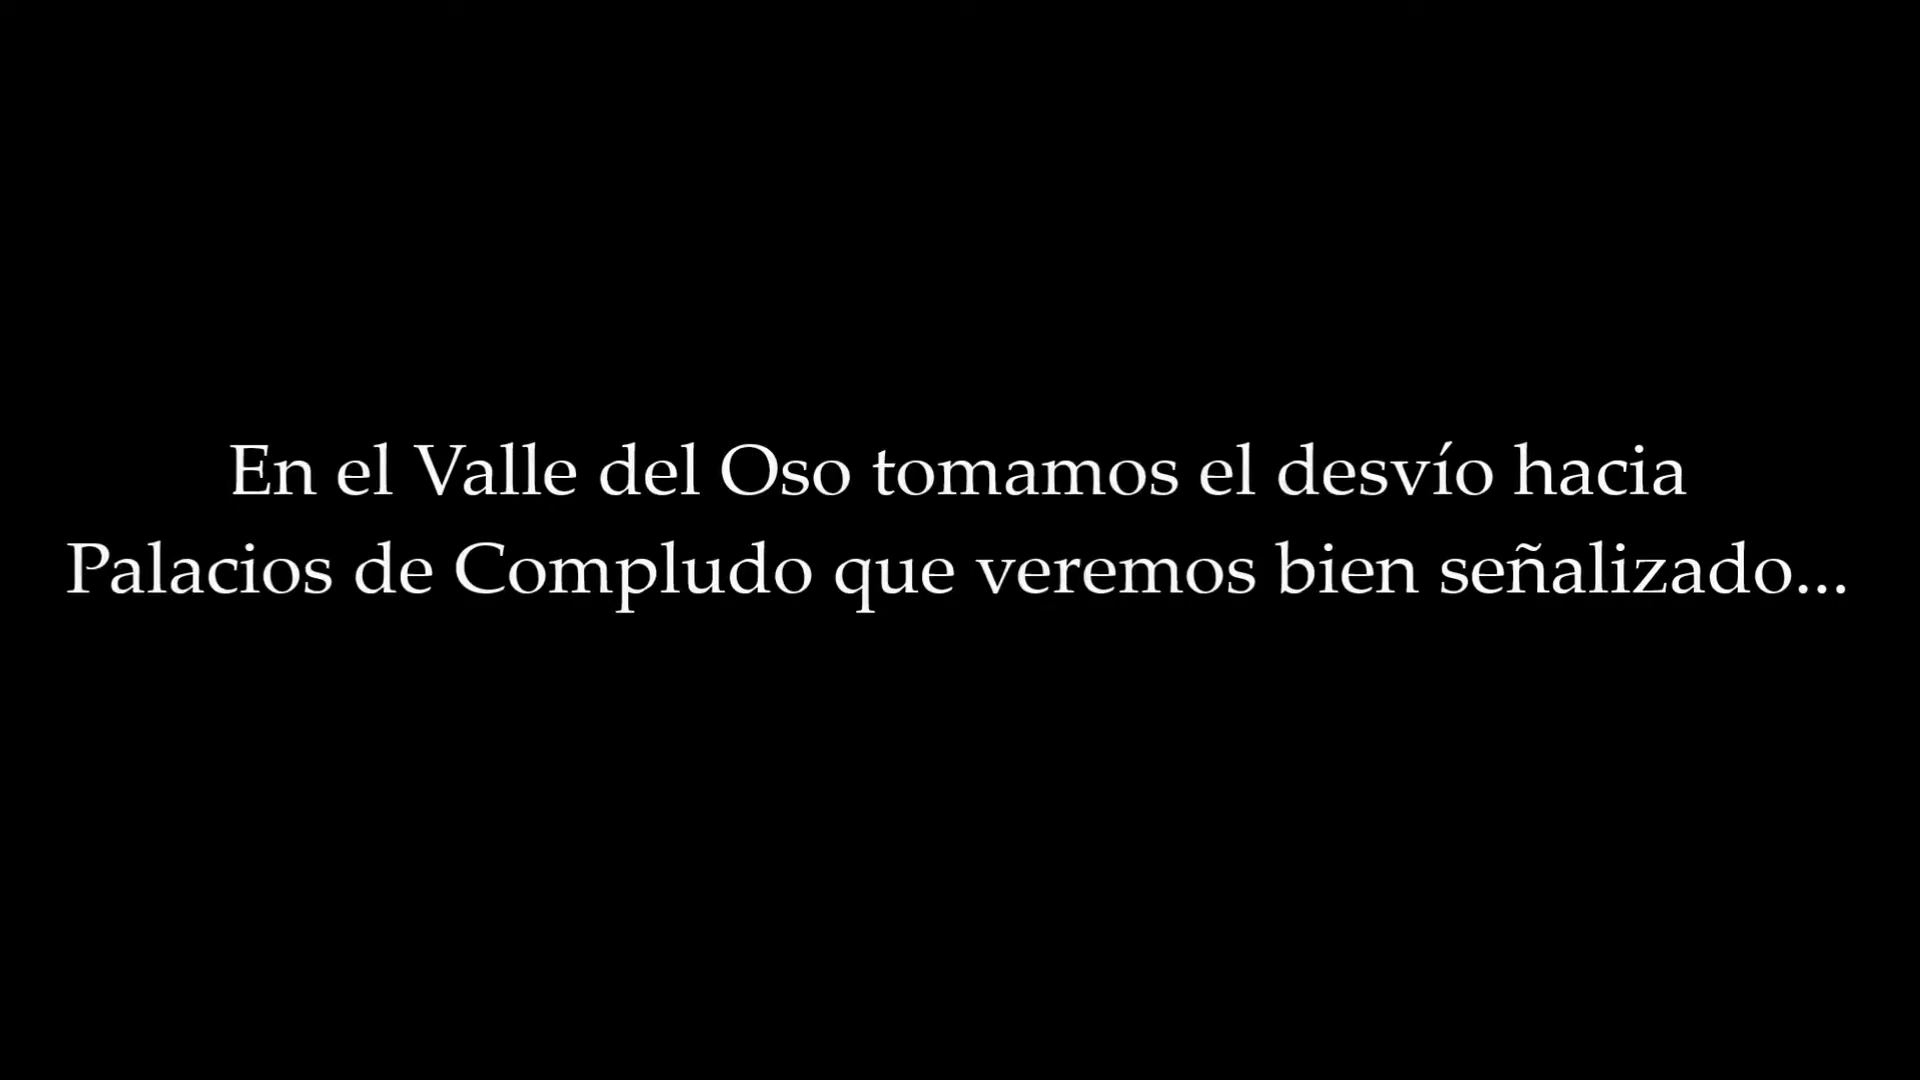 En el Valle del Oso tomamos el desvío hacia
Palacios de Compludo que veremos bien señalizado...